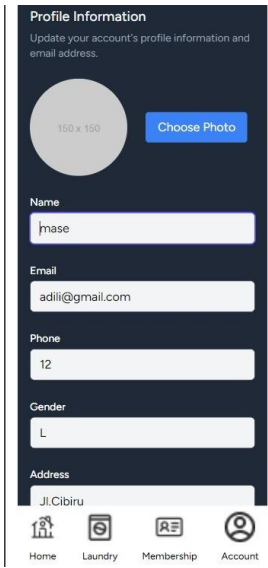 Profile Information
Update your account's profile information and
email address.
150 x 150
Choose Photo
Name
mase
Email
adili@gmail.com
Phone
12
Gender
L
Address
Jl.Cibiru
Home
Laundry
Membership
Account